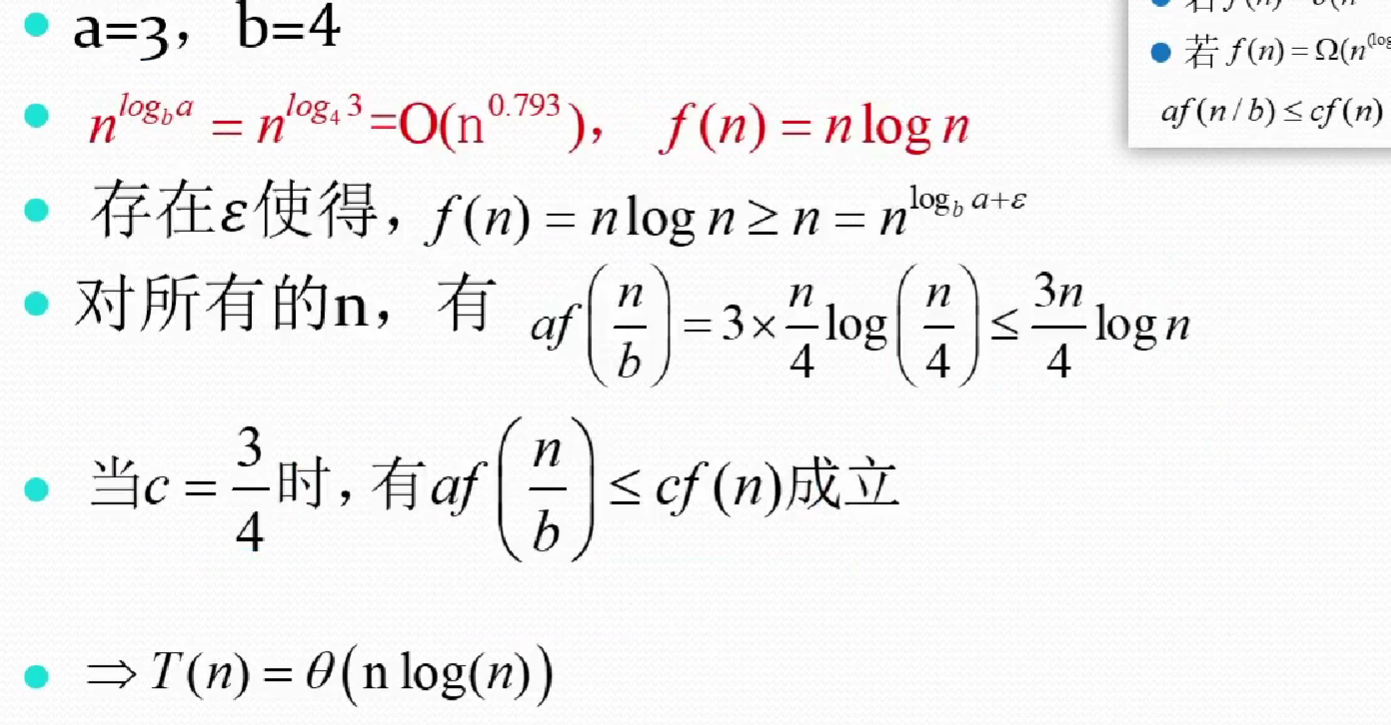 a=3，b=4
n^{log_b a} = n^{log_4 3}=O(n^{0.793})， f(n) = n log n
存在ε使得, f(n) = n log n ≥ n = n^{log_b a+ε}
对所有的n，有 af(n/b) = 3×n/4 log(n/4) ≤ 3n/4 log n
当c = 3/4时, 有af(n/b) ≤ cf(n)成立
⇒ T(n) = θ(n log(n))
若 f(n) = Ω(n^{(log
af(n/b) ≤ cf(n)